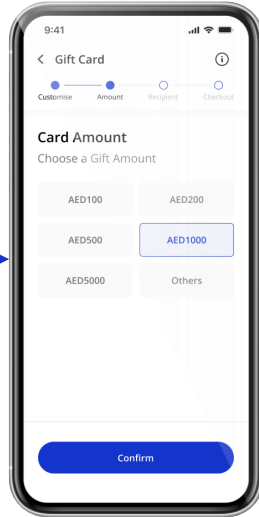 9:41
Gift Card
Customise Amount Recipient Checkout
Card Amount
Choose a Gift Amount
AED100 AED200
AED500 AED1000
AED5000 Others
Confirm